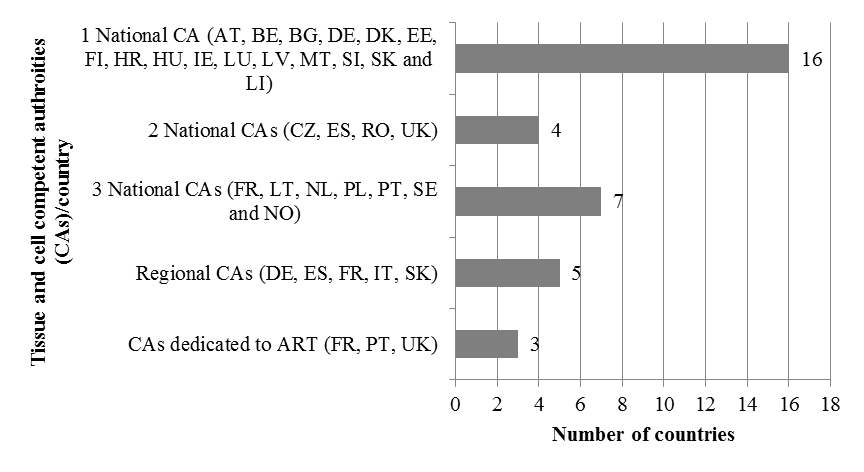 Tissue and cell competent authroities
(CAs)/country
1 National CA (AT, BE, BG, DE, DK, EE,
FI, HR, HU, IE, LU, LV, MT, SI, SK and
LI)
16
2 National CAs (CZ, ES, RO, UK)
4
3 National CAs (FR, LT, NL, PL, PT, SE
and NO)
7
Regional CAs (DE, ES, FR, IT, SK)
5
CAs dedicated to ART (FR, PT, UK)
3
0 2 4 6 8 10 12 14 16 18
Number of countries